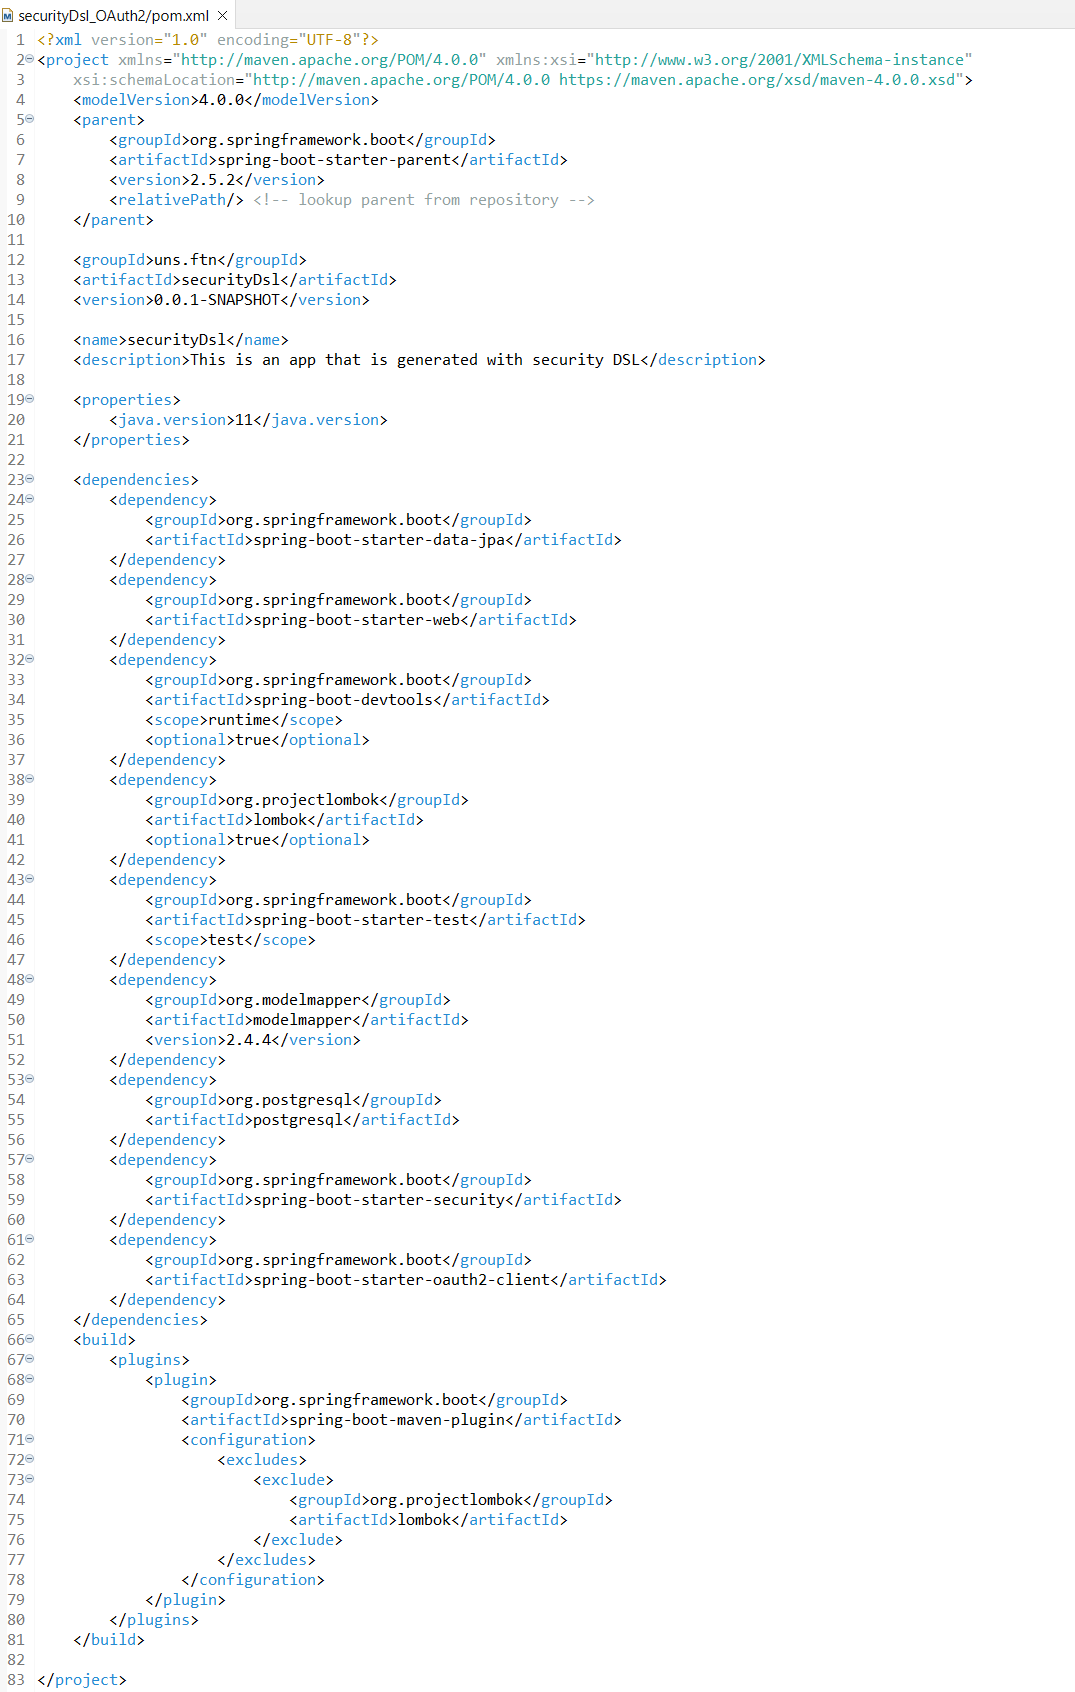 securityDsl_OAuth2/pom.xml
1 <?xml version="1.0" encoding="UTF-8"?>
2 <project xmlns="http://maven.apache.org/POM/4.0.0" xmlns:xsi="http://www.w3.org/2001/XMLSchema-instance"
3     xsi:schemaLocation="http://maven.apache.org/POM/4.0.0 https://maven.apache.org/xsd/maven-4.0.0.xsd">
4     <modelVersion>4.0.0</modelVersion>
5     <parent>
6         <groupId>org.springframework.boot</groupId>
7         <artifactId>spring-boot-starter-parent</artifactId>
8         <version>2.5.2</version>
9         <relativePath/> <!-- lookup parent from repository -->
10     </parent>
11
12     <groupId>uns.ftn</groupId>
13     <artifactId>securityDsl</artifactId>
14     <version>0.0.1-SNAPSHOT</version>
15
16     <name>securityDsl</name>
17     <description>This is an app that is generated with security DSL</description>
18
19     <properties>
20         <java.version>11</java.version>
21     </properties>
22
23     <dependencies>
24         <dependency>
25             <groupId>org.springframework.boot</groupId>
26             <artifactId>spring-boot-starter-data-jpa</artifactId>
27         </dependency>
28         <dependency>
29             <groupId>org.springframework.boot</groupId>
30             <artifactId>spring-boot-starter-web</artifactId>
31         </dependency>
32         <dependency>
33             <groupId>org.springframework.boot</groupId>
34             <artifactId>spring-boot-devtools</artifactId>
35             <scope>runtime</scope>
36             <optional>true</optional>
37         </dependency>
38         <dependency>
39             <groupId>org.projectlombok</groupId>
40             <artifactId>lombok</artifactId>
41             <optional>true</optional>
42         </dependency>
43         <dependency>
44             <groupId>org.springframework.boot</groupId>
45             <artifactId>spring-boot-starter-test</artifactId>
46             <scope>test</scope>
47         </dependency>
48         <dependency>
49             <groupId>org.modelmapper</groupId>
50             <artifactId>modelmapper</artifactId>
51             <version>2.4.4</version>
52         </dependency>
53         <dependency>
54             <groupId>org.postgresql</groupId>
55             <artifactId>postgresql</artifactId>
56         </dependency>
57         <dependency>
58             <groupId>org.springframework.boot</groupId>
59             <artifactId>spring-boot-starter-security</artifactId>
60         </dependency>
61         <dependency>
62             <groupId>org.springframework.boot</groupId>
63             <artifactId>spring-boot-starter-oauth2-client</artifactId>
64         </dependency>
65     </dependencies>
66     <build>
67         <plugins>
68             <plugin>
69                 <groupId>org.springframework.boot</groupId>
70                 <artifactId>spring-boot-maven-plugin</artifactId>
71                 <configuration>
72                     <excludes>
73                         <exclude>
74                             <groupId>org.projectlombok</groupId>
75                             <artifactId>lombok</artifactId>
76                         </exclude>
77                     </excludes>
78                 </configuration>
79             </plugin>
80         </plugins>
81     </build>
82
83 </project>